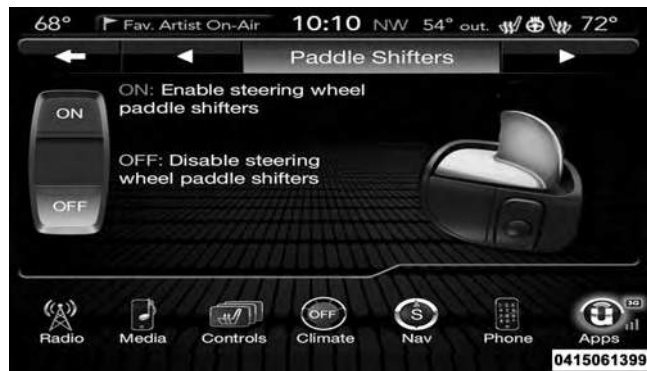 68° Fav. Artist On-Air 10:10 NW 54° out. 72°
Paddle Shifters
ON
ON: Enable steering wheel
paddle shifters
OFF: Disable steering
wheel paddle shifters
OFF
OFF
S
3G
Radio Media Controls Climate Nav Phone Apps
0415061399